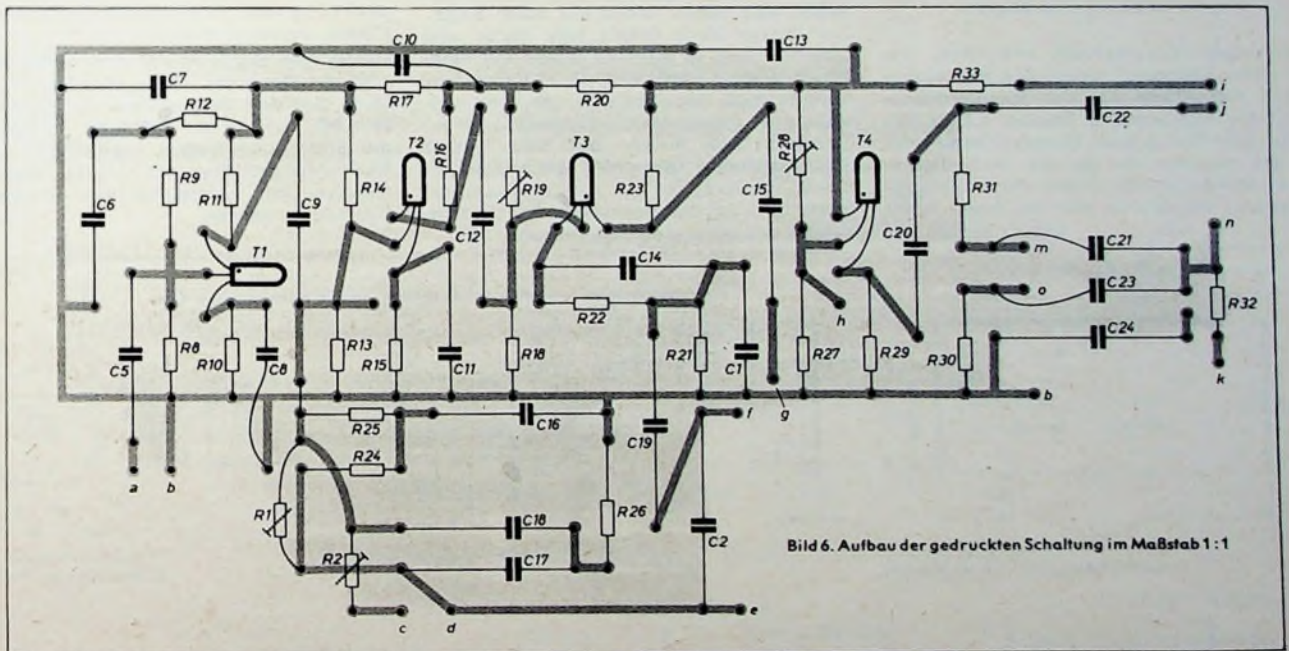 C10 C13
C7 R17 R20 R33 i
R12 C22 j
T2 R16 T3 R28 T4
R9 R11 R14 R19 R23 C15 R31
C6 C9 C12 C20 n
T1 C14 m C21
R22 h o C23 R32
C5 R8 R10 C8 R13 R15 C11 R18 R21 C1 R27 R29 R30 C24
g k
b
R25 C16 f
C19
a b R24
R1 C18 R26 C2
R2 C17
Bild 6. Aufbau der gedruckten Schaltung im Maßstab 1:1
c d e